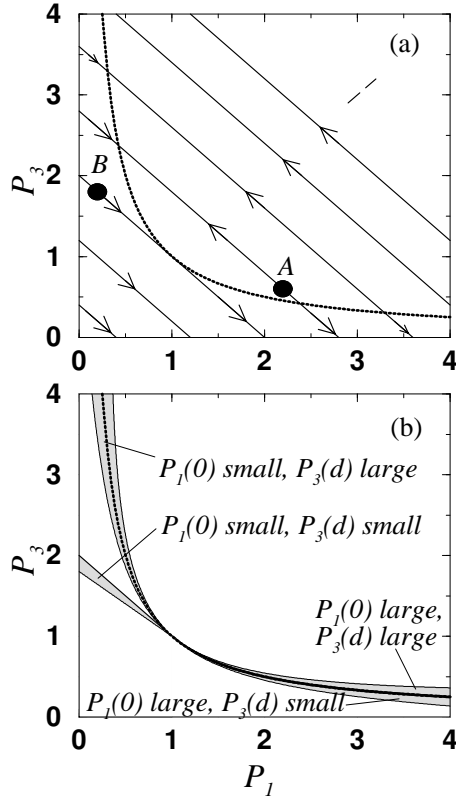 4
(a)
3
B
P3
2
1
A
0
0 1 2 3 4
4
(b)
P1(0) small, P3(d) large
3
P1(0) small, P3(d) small
P3
2
P1(0) large,
P3(d) large
1
P1(0) large, P3(d) small
0
0 1 2 3 4
P1